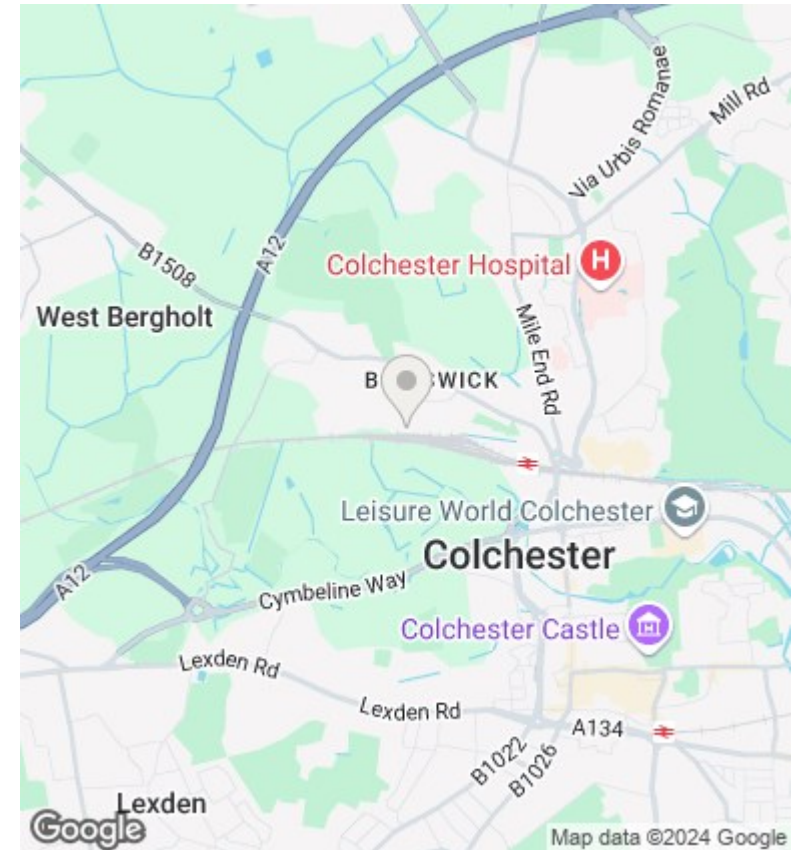 Via Urbis Romanae
Mill Rd
A12
B1508
Colchester Hospital
H
West Bergholt
Mile End Rd
Leisure World Colchester
Colchester
A12
Cymbeline Way
Colchester Castle
Lexden Rd
Lexden Rd
A134
B1022
B1026
Lexden
Google
Map data ©2024 Google